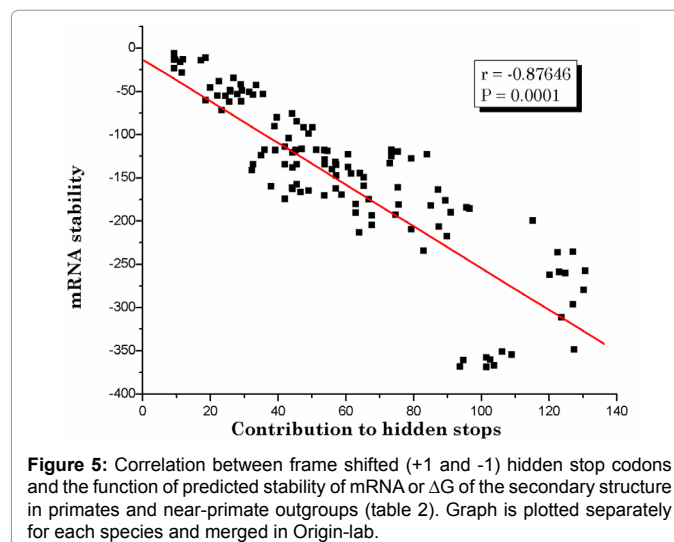 0
-50
-100
-150
-200
-250
-300
-350
-400
mRNA stability
r = -0.87646
P = 0.0001
0 20 40 60 80 100 120 140
Contribution to hidden stops
Figure 5: Correlation between frame shifted (+1 and -1) hidden stop codons
and the function of predicted stability of mRNA or ΔG of the secondary structure
in primates and near-primate outgroups (table 2). Graph is plotted separately
for each species and merged in Origin-lab.